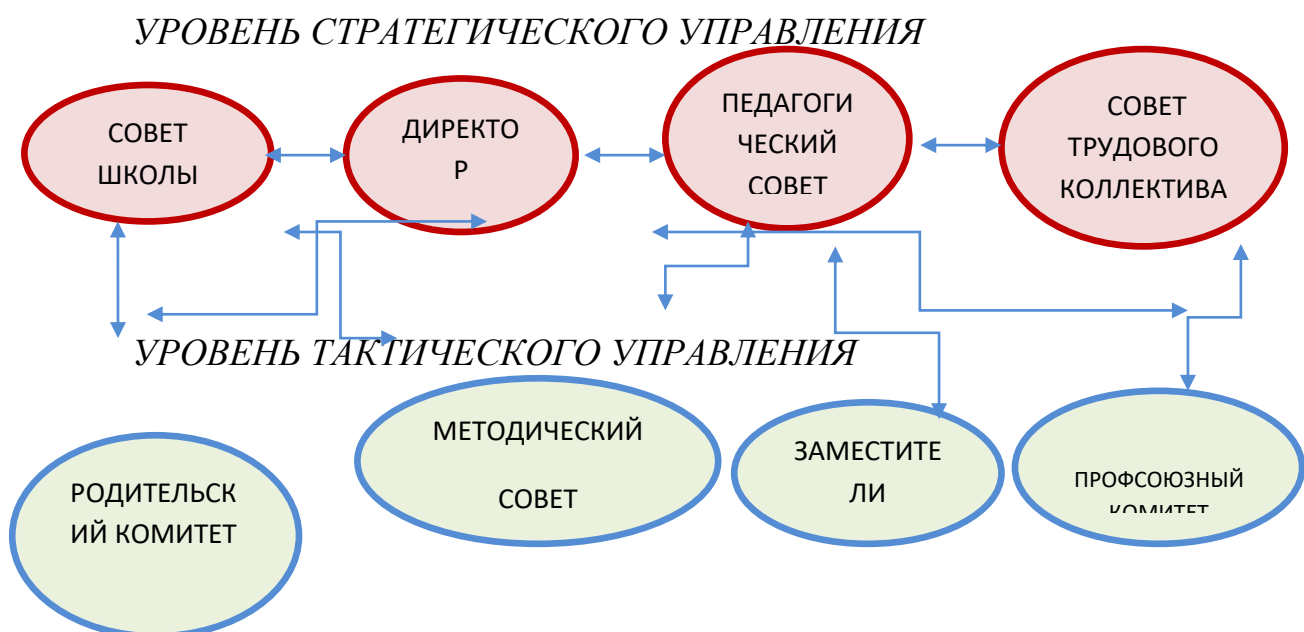 УРОВЕНЬ СТРАТЕГИЧЕСКОГО УПРАВЛЕНИЯ
СОВЕТ
ШКОЛЫ
ДИРЕКТО
Р
ПЕДАГОГИ
ЧЕСКИЙ
СОВЕТ
СОВЕТ
ТРУДОВОГО
КОЛЛЕКТИВА
УРОВЕНЬ ТАКТИЧЕСКОГО УПРАВЛЕНИЯ
РОДИТЕЛЬСК
ИЙ КОМИТЕТ
МЕТОДИЧЕСКИЙ
СОВЕТ
ЗАМЕСТИТЕ
ЛИ
ПРОФСОЮЗНЫЙ
КОМИТЕТ